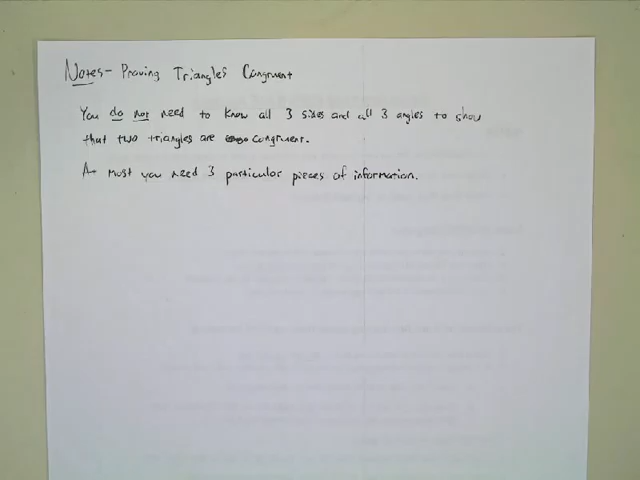 Notes- Proving Triangles Congruent
You do not need to know all 3 sides and all 3 angles to show
that two triangles are congruent.
At most you need 3 particular pieces of information.